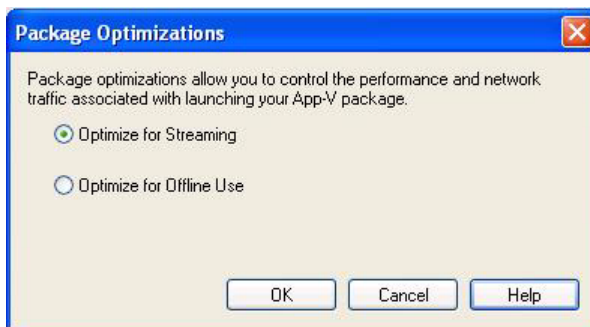 Package Optimizations
Package optimizations allow you to control the performance and network
traffic associated with launching your App-V package.
Optimize for Streaming
Optimize for Offline Use
OK Cancel Help